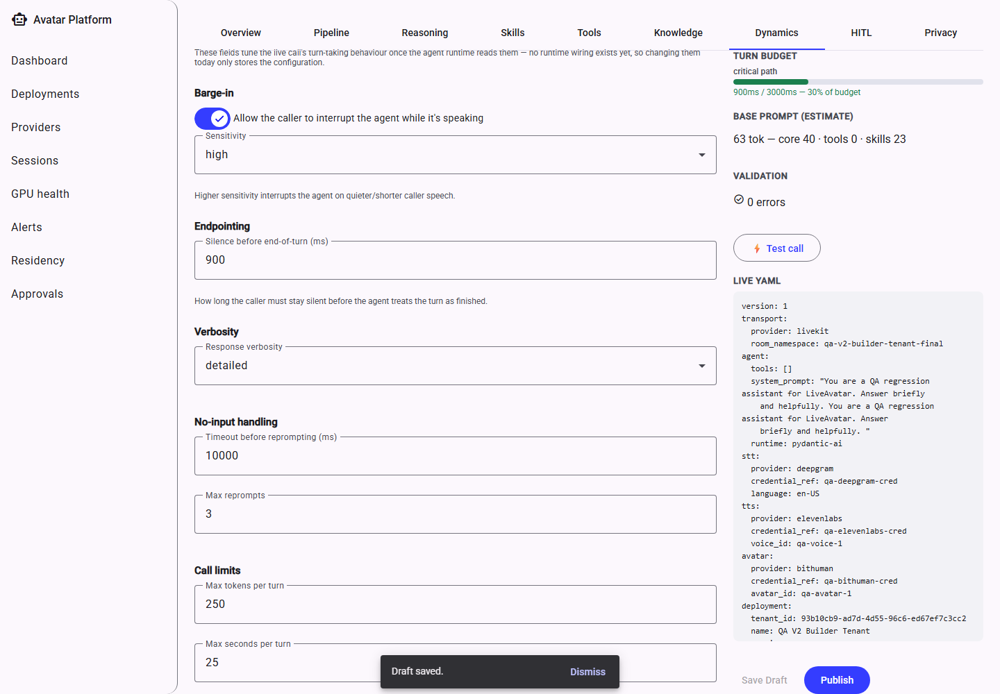 Avatar Platform
Dashboard
Deployments
Providers
Sessions
GPU health
Alerts
Residency
Approvals
Overview
Pipeline
Reasoning
Skills
Tools
Knowledge
Dynamics
HITL
Privacy
These fields tune the live call's turn-taking behaviour once the agent runtime reads them — no runtime wiring exists yet, so changing them
today only stores the configuration.
Barge-in
Allow the caller to interrupt the agent while it's speaking
Sensitivity
high
Higher sensitivity interrupts the agent on quieter/shorter caller speech.
Endpointing
Silence before end-of-turn (ms)
900
How long the caller must stay silent before the agent treats the turn as finished.
Verbosity
Response verbosity
detailed
No-input handling
Timeout before reprompting (ms)
10000
Max reprompts
3
Call limits
Max tokens per turn
250
Max seconds per turn
25
Draft saved.
Dismiss
TURN BUDGET
critical path
900ms / 3000ms — 30% of budget
BASE PROMPT (ESTIMATE)
63 tok — core 40 · tools 0 · skills 23
VALIDATION
0 errors
Test call
LIVE YAML
version: 1
transport:
  provider: livekit
  room_namespace: qa-v2-builder-tenant-final
agent:
  tools: []
  system_prompt: "You are a QA regression
assistant for LiveAvatar. Answer briefly
    and helpfully. You are a QA regression
assistant for LiveAvatar. Answer
    briefly and helpfully. "
  runtime: pydantic-ai
stt:
  provider: deepgram
  credential_ref: qa-deepgram-cred
  language: en-US
tts:
  provider: elevenlabs
  credential_ref: qa-elevenlabs-cred
  voice_id: qa-voice-1
avatar:
  provider: bithuman
  credential_ref: qa-bithuman-cred
  avatar_id: qa-avatar-1
deployment:
  tenant_id: 93b10cb9-ad7d-4d55-96c6-ed67ef7c3cc2
  name: QA V2 Builder Tenant
Save Draft
Publish